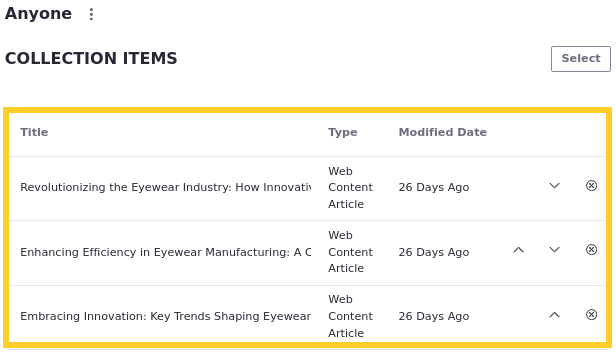 Anyone
COLLECTION ITEMS
Select
Title Type Modified Date
Revolutionizing the Eyewear Industry: How Web Content Article 26 Days Ago
Enhancing Efficiency in Eyewear Manufacturing: A Web Content Article 26 Days Ago
Embracing Innovation: Key Trends Shaping Eyewear Web Content Article 26 Days Ago